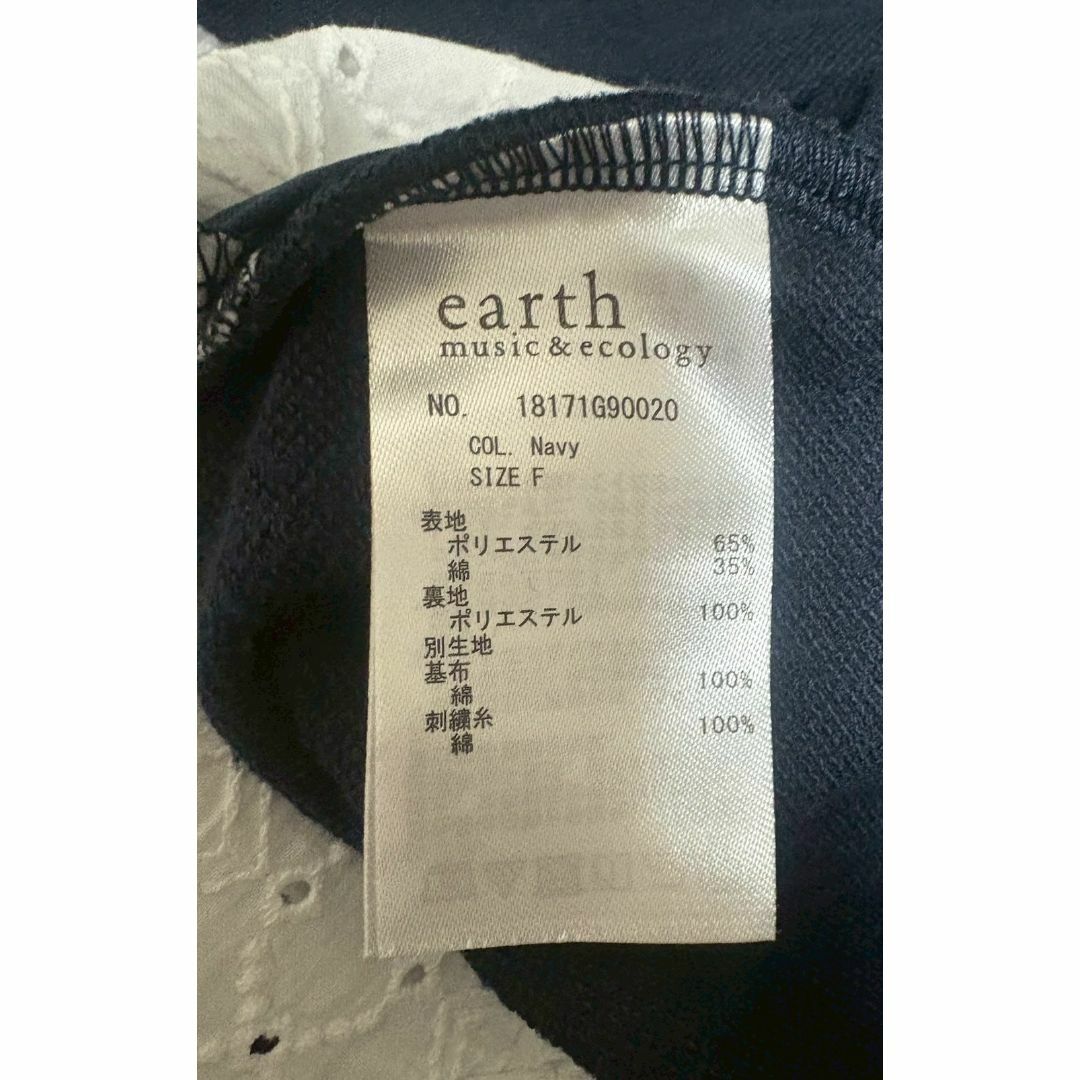 earth
music & ecology
NO. 18171G90020
COL. Navy
SIZE F
表地
ポリエステル 65%
綿 35%
裏地
ポリエステル 100%
別生地
基布
綿 100%
刺繍糸
綿 100%